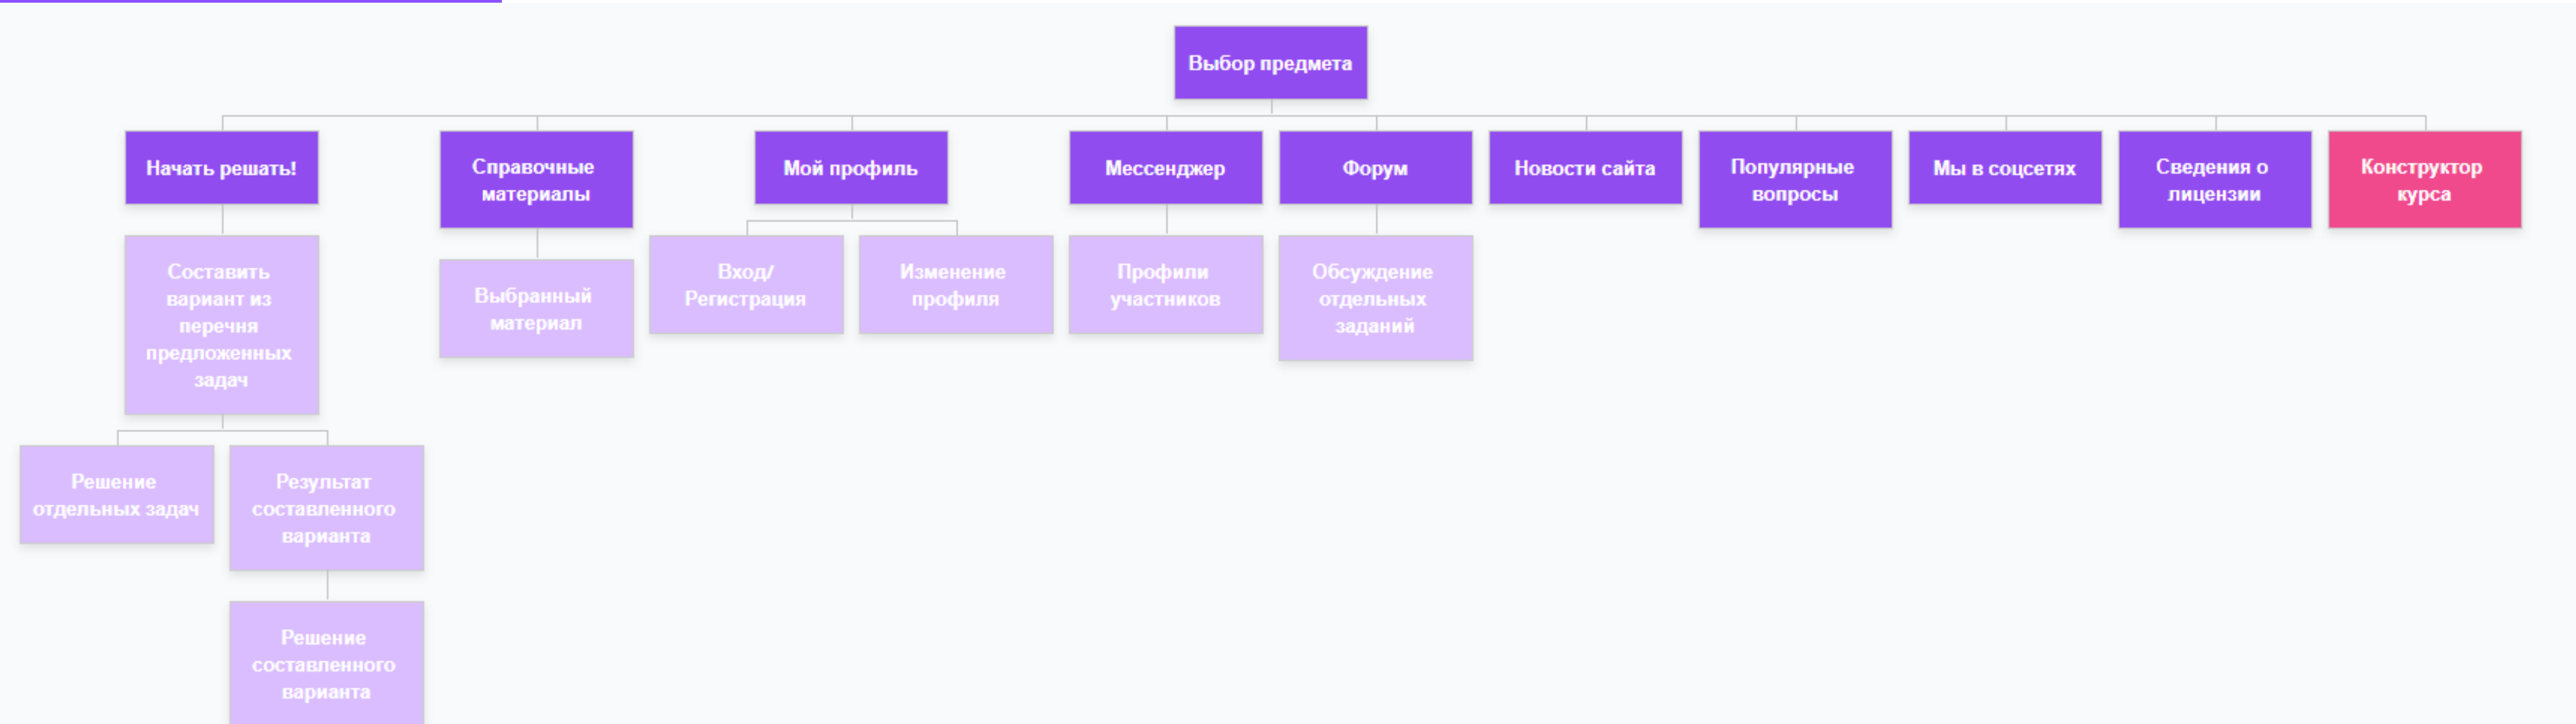 Выбор предмета
Начать решать!
Справочные
материалы
Мой профиль
Мессенджер
Форум
Новости сайта
Популярные
вопросы
Мы в соцсетях
Сведения о
лицензии
Конструктор
курса
Составить
вариант из
перечня
предложенных
задач
Выбранный
материал
Вход/
Регистрация
Изменение
профиля
Профили
участников
Обсуждение
отдельных
заданий
Решение
отдельных задач
Результат
составленного
варианта
Решение
составленного
варианта